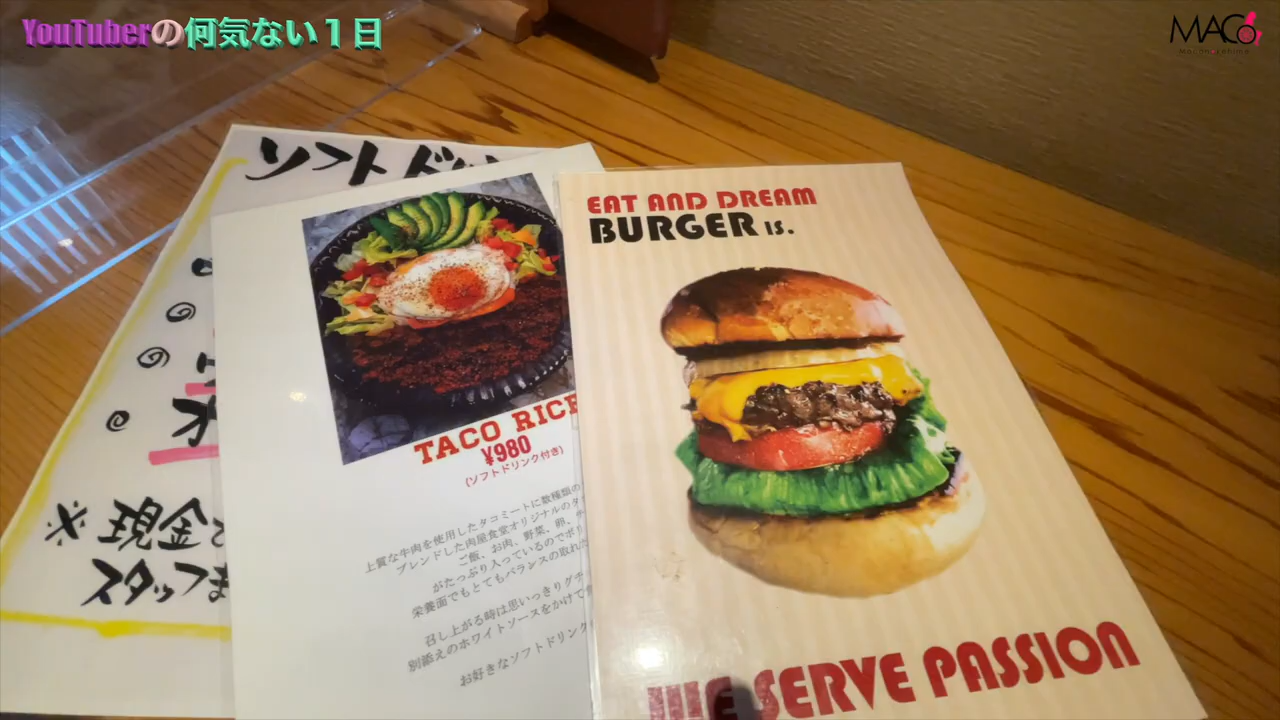 YouTuberの何気ない1日
MACo
ソフトド
現金
スタッフま
TACO RICE
¥980
(ソフトドリンク付き)
上質な牛肉を使用したタコミートに数種類の
ブレンドした肉屋食堂オリジナルのタ
ご飯、お肉、野菜、卵、サ
がたっぷり入っているのでボリ
栄養面でもとてもバランスの取れた
召し上がる時は思いっきりグチ
別添えのホワイトソースをかけて
お好きなソフトドリンク
EAT AND DREAM
BURGER IS.
WE SERVE PASSION